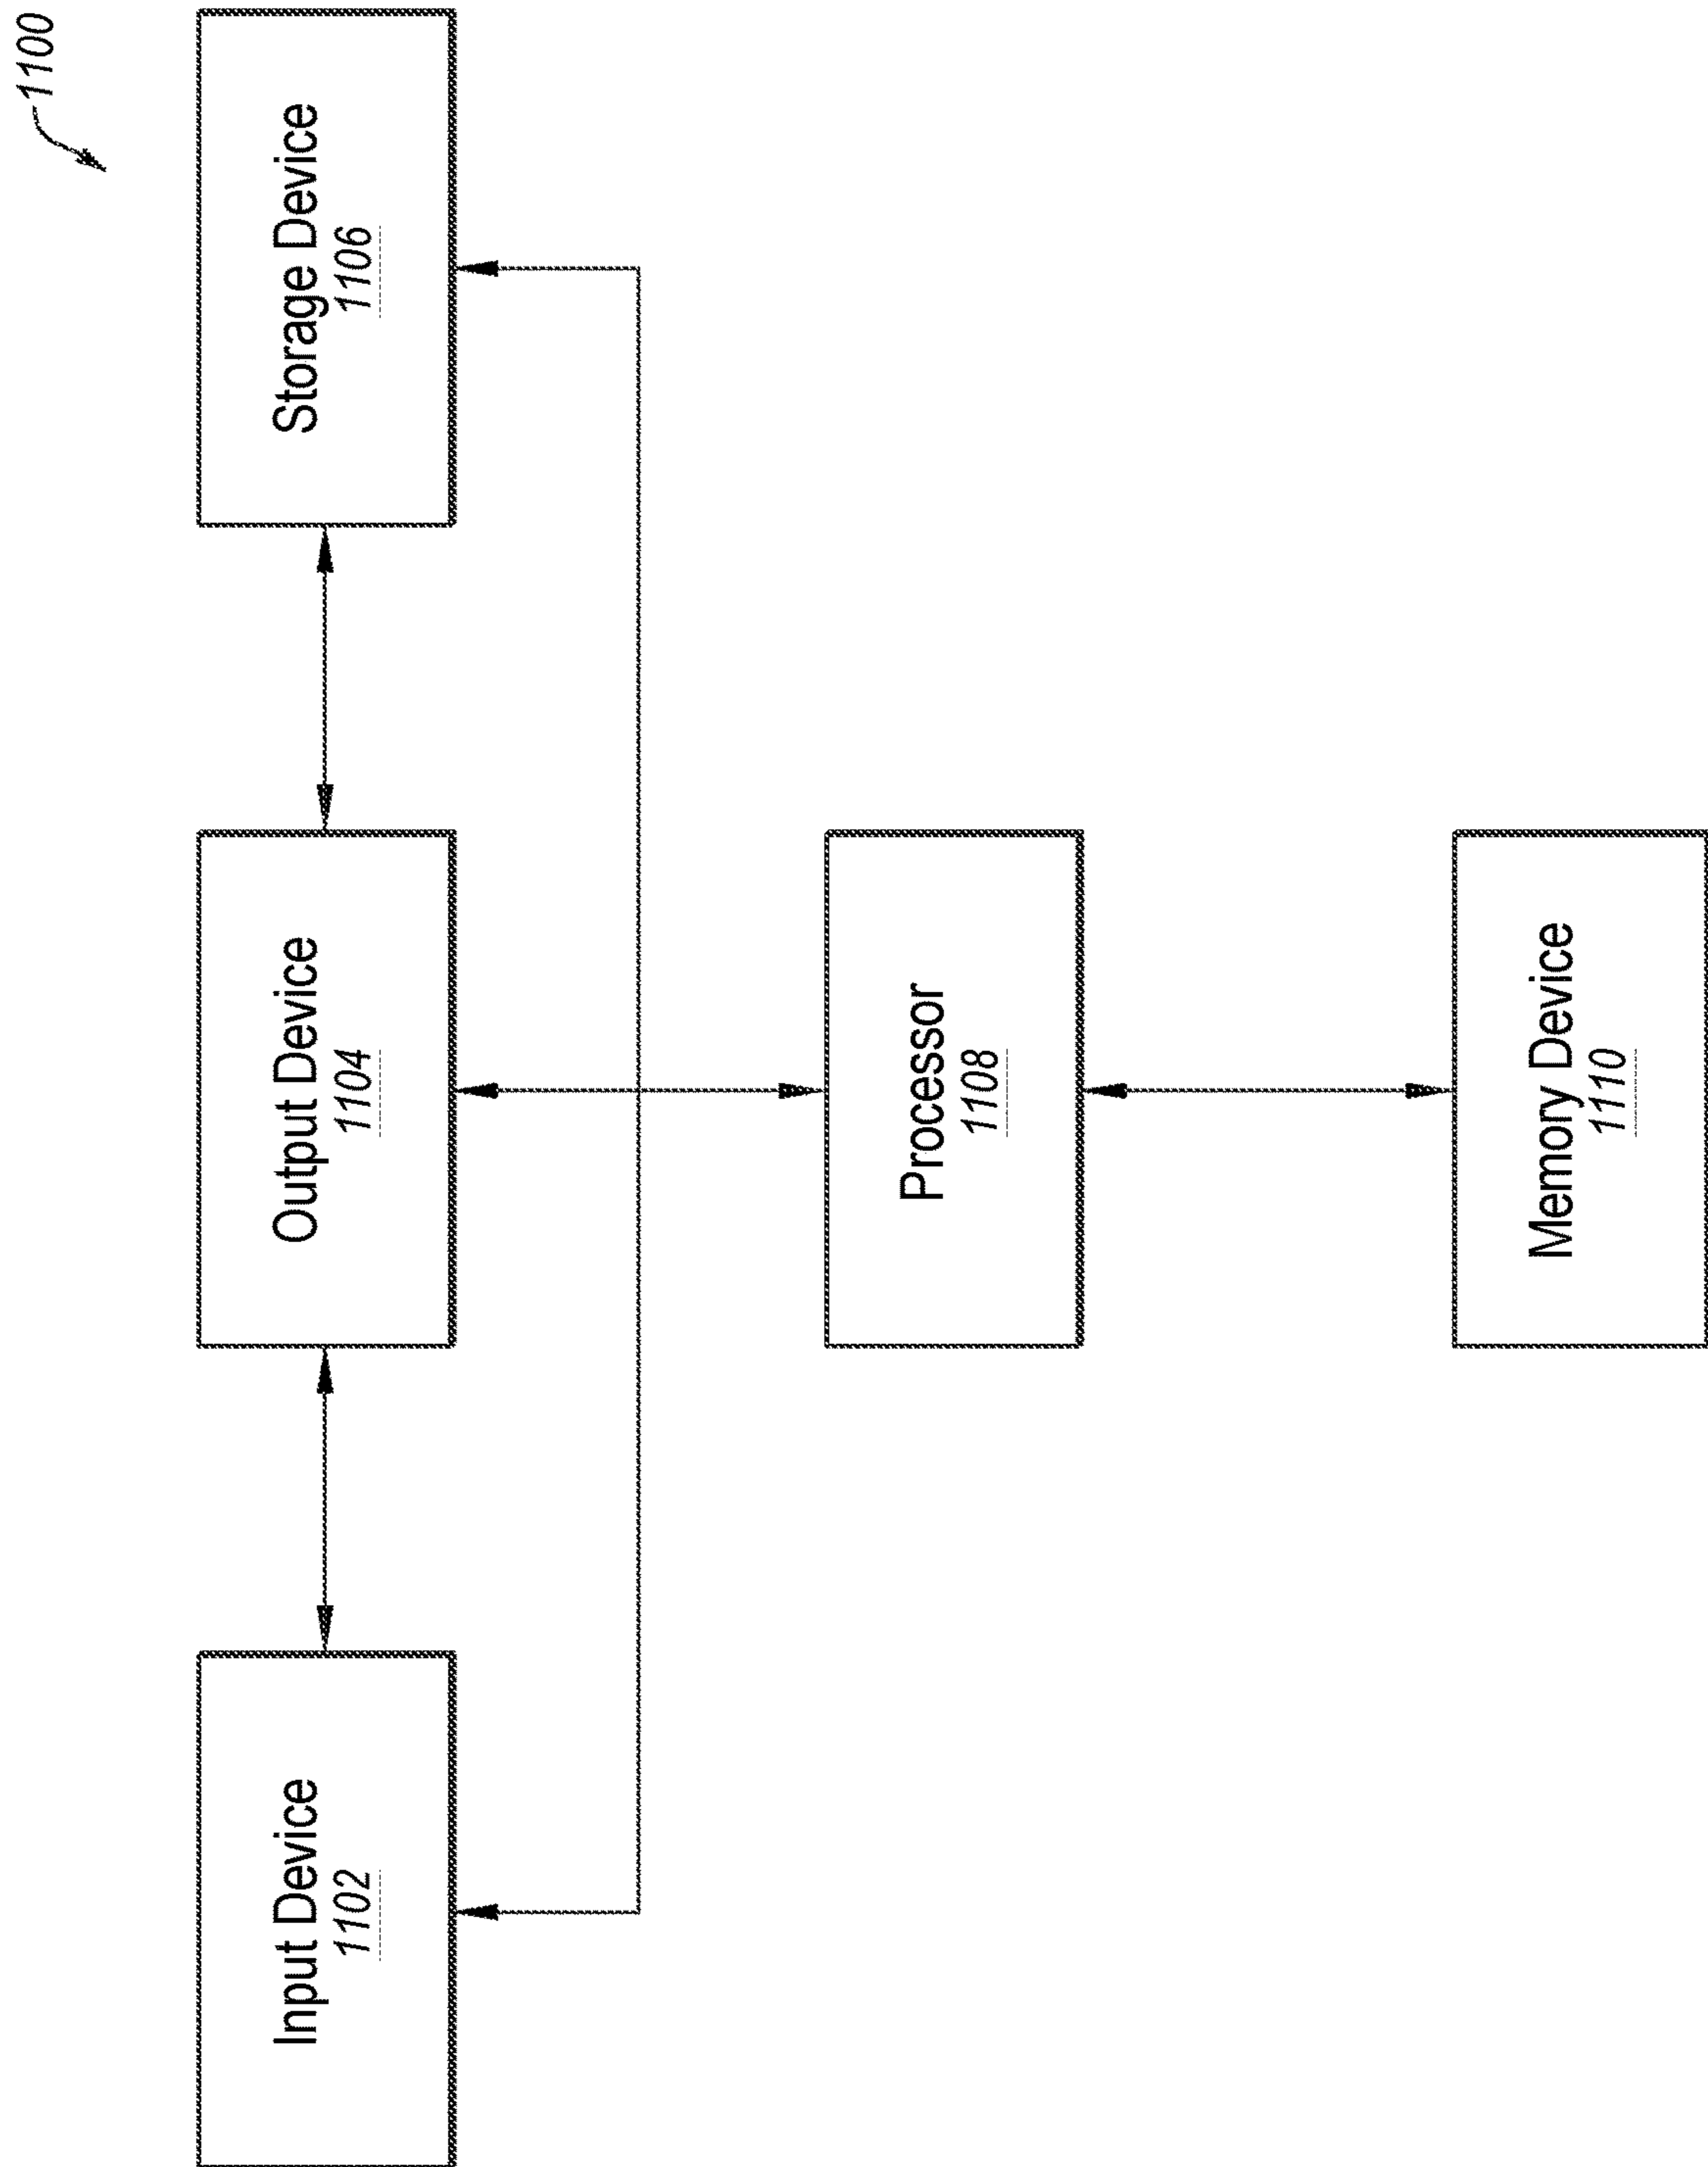 1100
Input Device
1102
Output Device
1104
Storage Device
1106
Processor
1108
Memory Device
1110